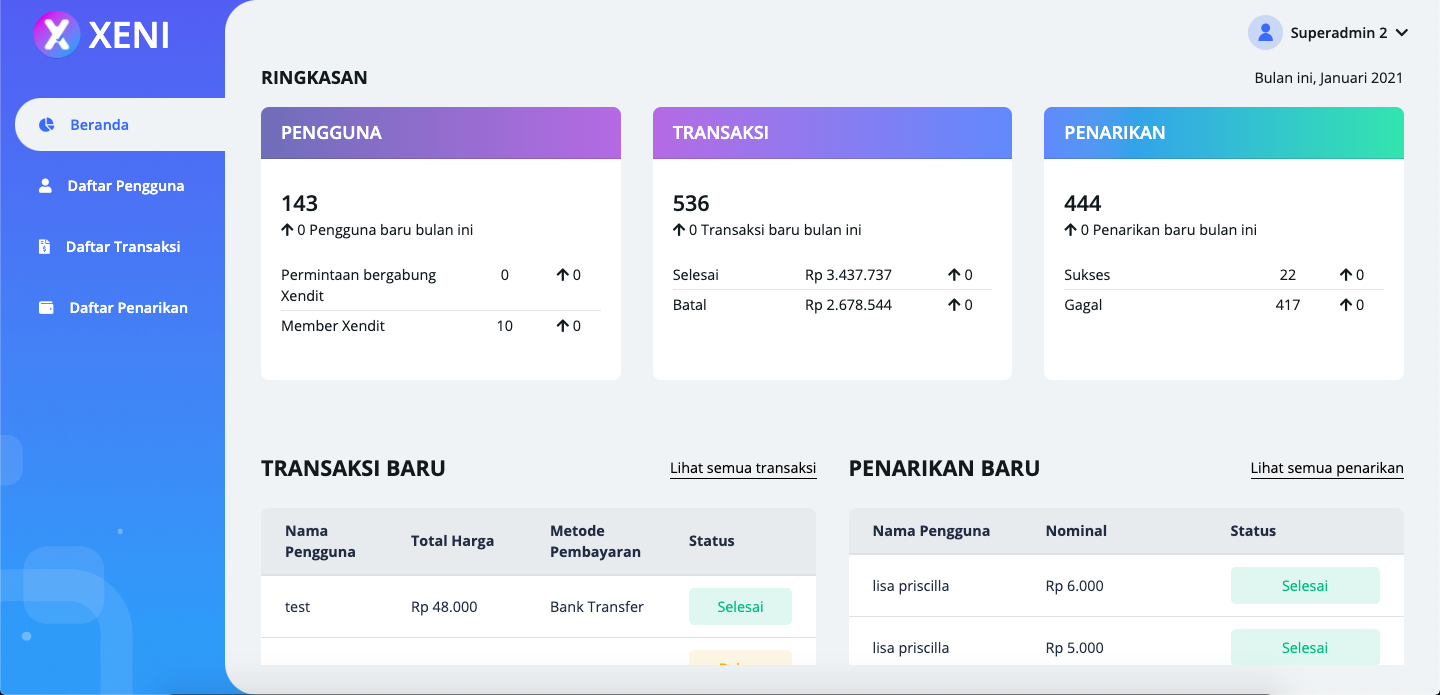 XENI
Superadmin 2
Beranda
Daftar Pengguna
Daftar Transaksi
Daftar Penarikan
RINGKASAN
Bulan ini, Januari 2021
PENGGUNA
143
0 Pengguna baru bulan ini
Permintaan bergabung Xendit 0 0
Member Xendit 10 0
TRANSAKSI
536
0 Transaksi baru bulan ini
Selesai Rp 3.437.737 0
Batal Rp 2.678.544 0
PENARIKAN
444
0 Penarikan baru bulan ini
Sukses 22 0
Gagal 417 0
TRANSAKSI BARU
Lihat semua transaksi
Nama Pengguna Total Harga Metode Pembayaran Status
test Rp 48.000 Bank Transfer Selesai
PENARIKAN BARU
Lihat semua penarikan
Nama Pengguna Nominal Status
lisa priscilla Rp 6.000 Selesai
lisa priscilla Rp 5.000 Selesai